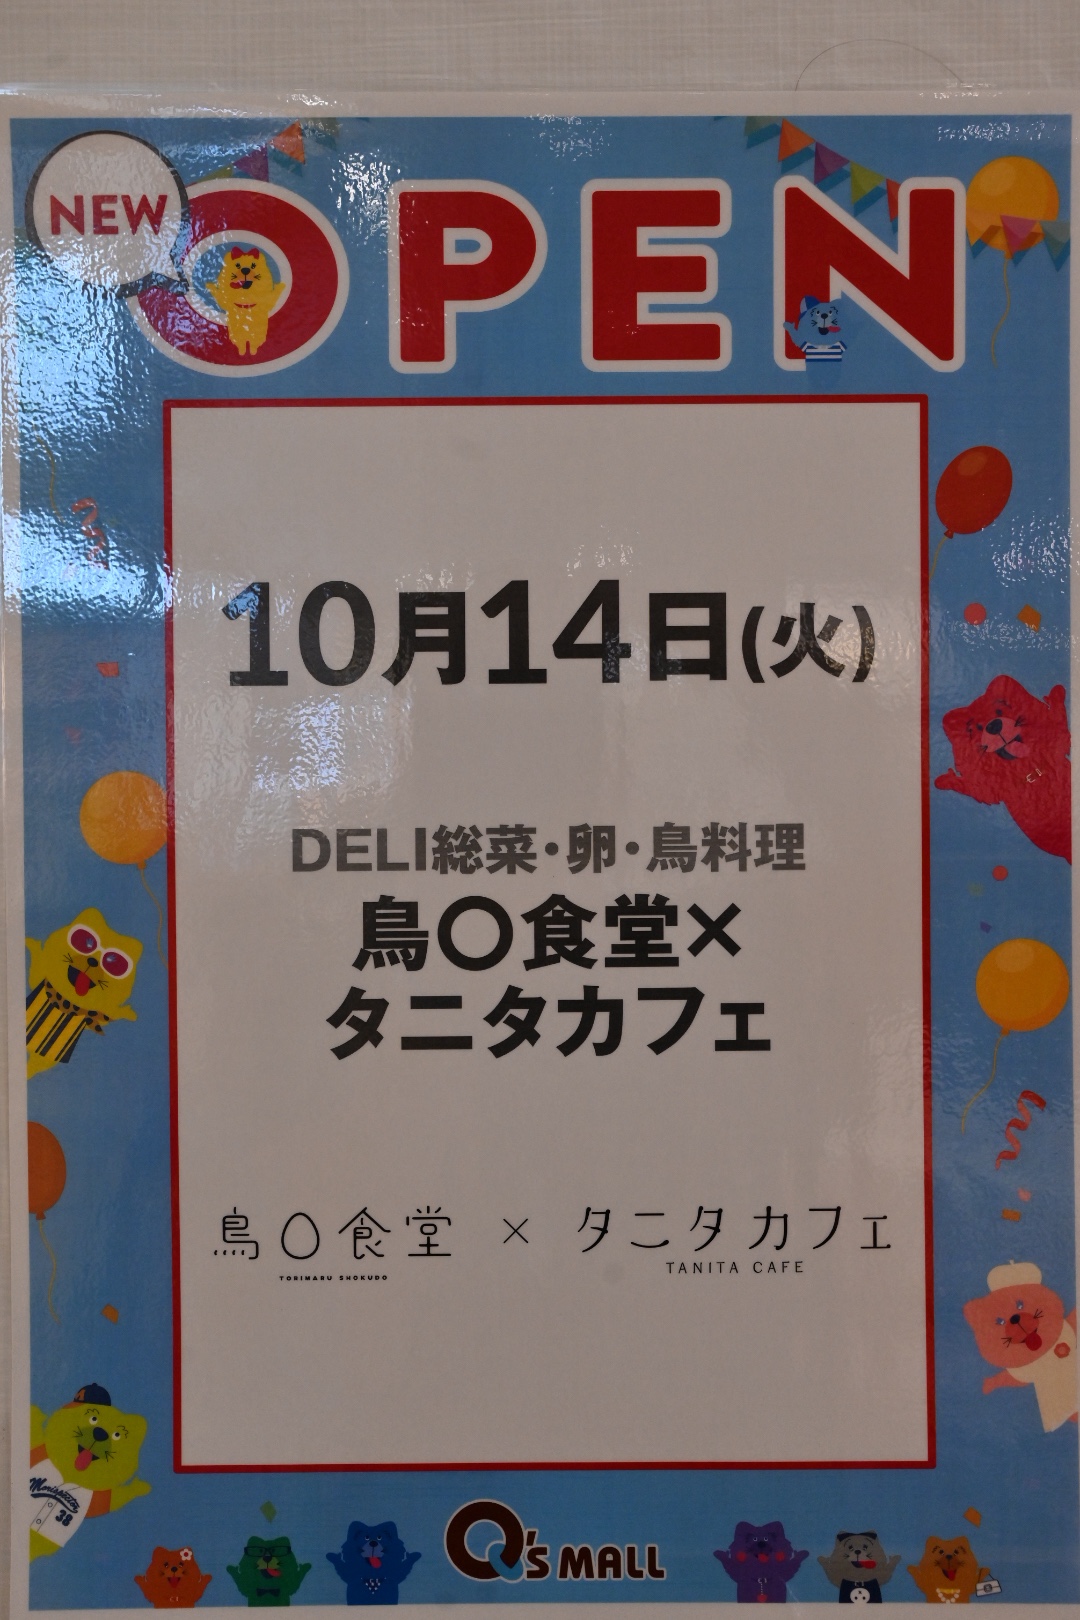 NEW
OPEN
10月14日(火)
DELI総菜・卵・鳥料理
鳥〇食堂×
タニタカフェ
鳥〇食堂 × タニタカフェ
TORIMARU SHOKUDO
TANITA CAFE
38
Q's MALL